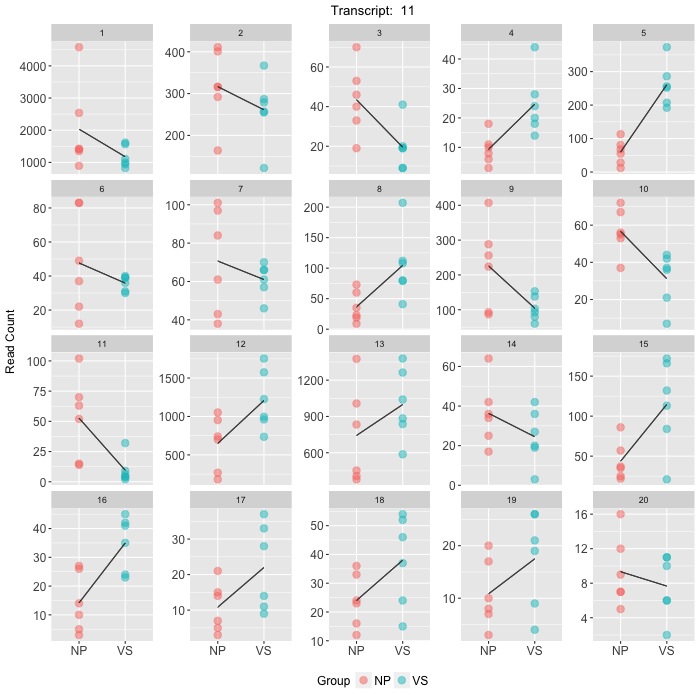 Transcript: 11
1 2 3 4 5
4000 3000 2000 1000
400 300 200
60 40 20
40 30 20 10
300 200 100 0
6 7 8 9 10
80 60 40 20
100 80 60 40
200 150 100 50 0
400 300 200 100
60 40 20
Read Count
11 12 13 14 15
100 75 50 25 0
1500 1000 500
1200 900 600
60 40 20 0
150 100 50
16 17 18 19 20
40 30 20 10
30 20 10
50 40 30 20 10
20 10
16 12 8 4
NP VS NP VS NP VS NP VS NP VS
Group NP VS